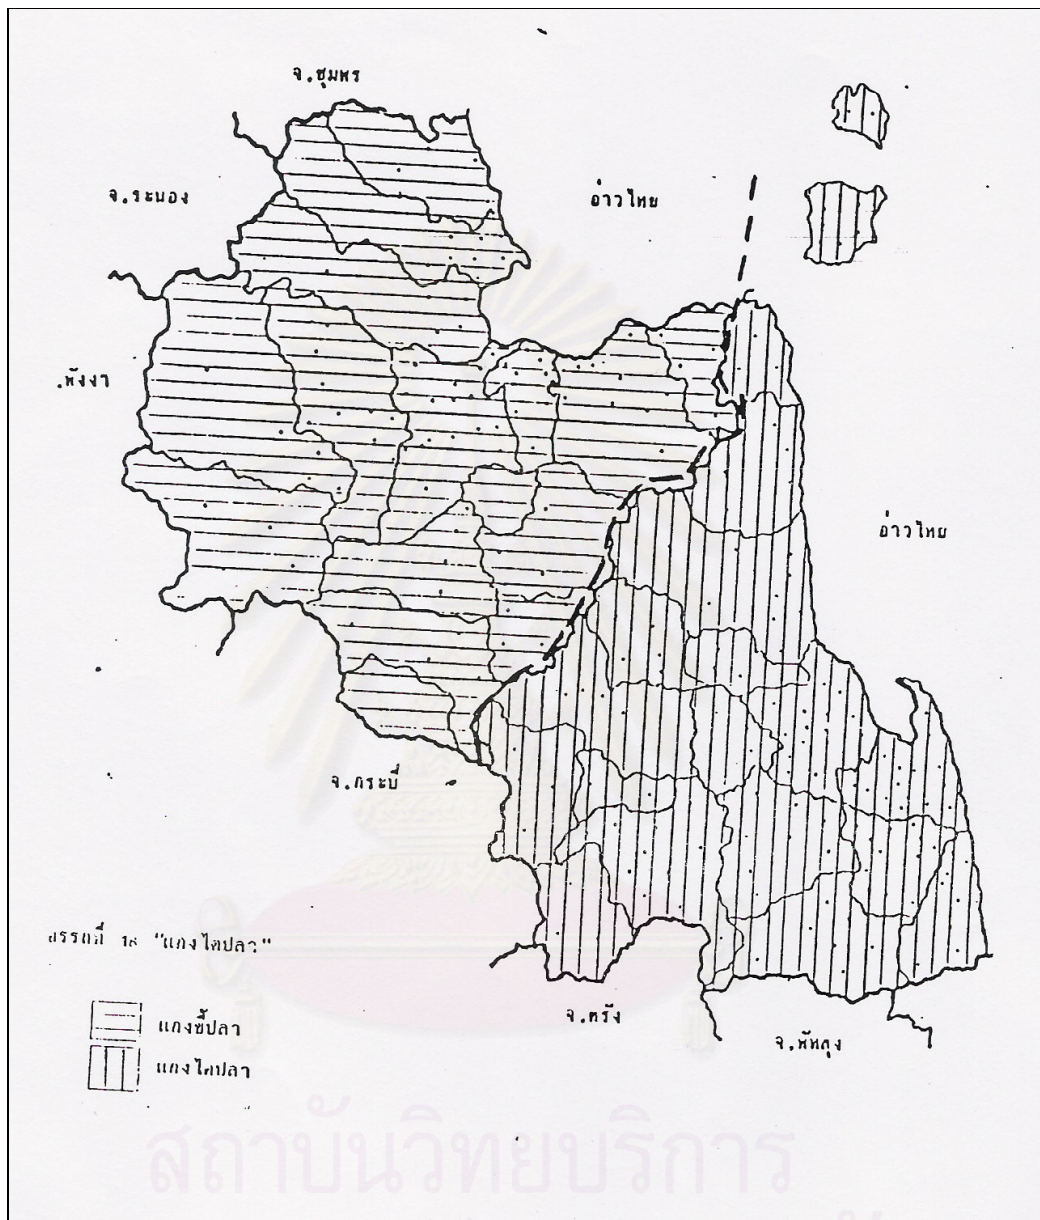 จ.ชุมพร
จ.ระนอง
อ่าวไทย
.พังงา
อ่าวไทย
จ.กระบี่
16 "แกงไตปลา"
จ.ตรัง
แกงขี้ปลา
จ.พัทลุง
แกงไตปลา
สถาบันวิทยบริการ